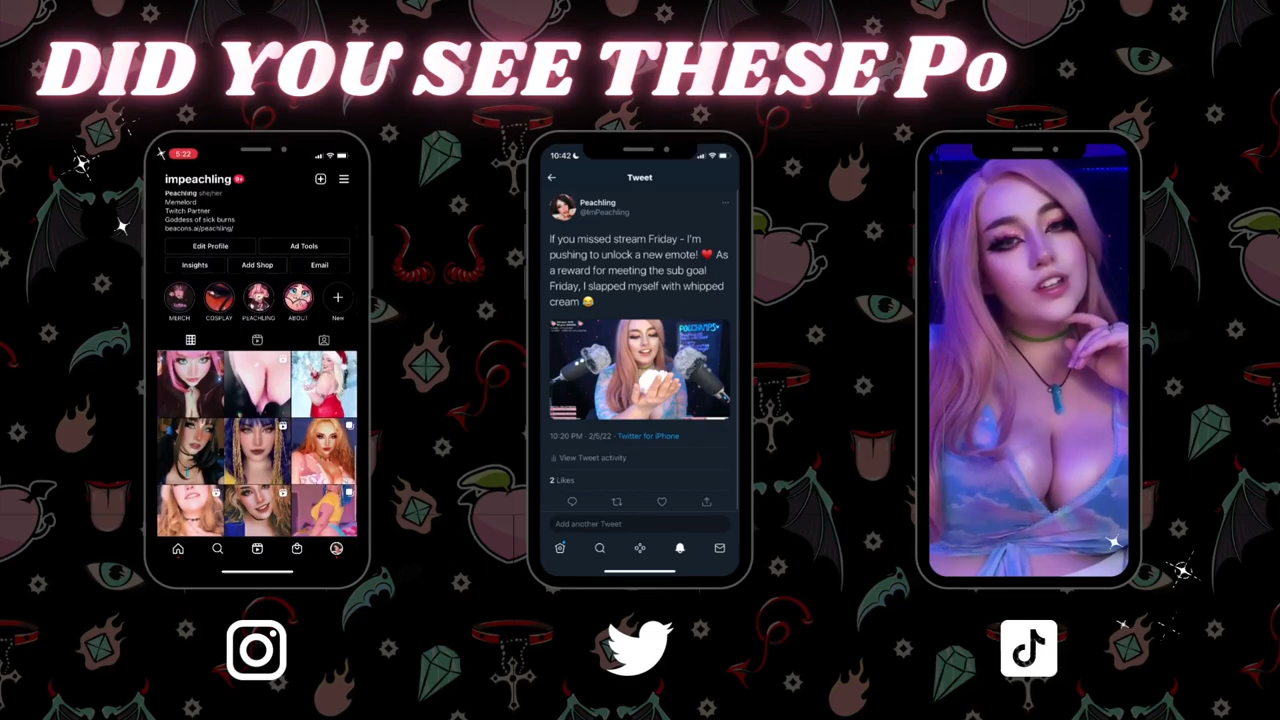 DID YOU SEE THESE Po
5:22
impeachling 9+
Peachling she/her
Memelord
Twitch Partner
Goddess of sick burns
beacons.ai/peachling/
Edit Profile
Ad Tools
Insights
Add Shop
Email
MERCH
COSPLAY
PEACHLING
ABOUT
New
10:42
Tweet
Peachling
@ImPeachling
If you missed stream Friday - I'm
pushing to unlock a new emote! ❤️ As
a reward for meeting the sub goal
Friday, I slapped myself with whipped
cream 😂
POGCHAMPS
10:20 PM · 2/5/22 · Twitter for iPhone
View Tweet activity
2 Likes
Add another Tweet